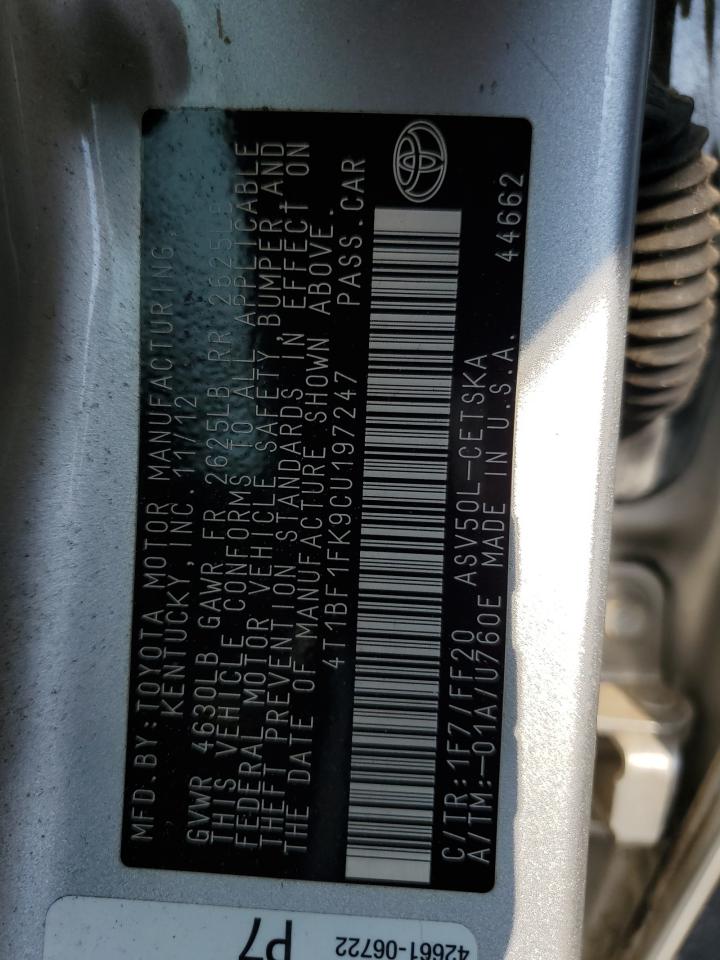 MFD. BY: TOYOTA MOTOR MANUFACTURING,
KENTUCKY, INC. 11/12
GVWR 4630LB GAWR FR 2625LB RR 2625LB
THIS VEHICLE CONFORMS TO ALL APPLICABLE
FEDERAL MOTOR VEHICLE SAFETY, BUMPER, AND
THEFT PREVENTION STANDARDS IN EFFECT ON
THE DATE OF MANUFACTURE SHOWN ABOVE.
4T1BF1FK9CU197247 PASS. CAR
C/TR: 1F7/FF20 ASV50L-CETSKA
A/TM: -01A/U760E MADE IN U.S.A. 44662
P7
42661-06722